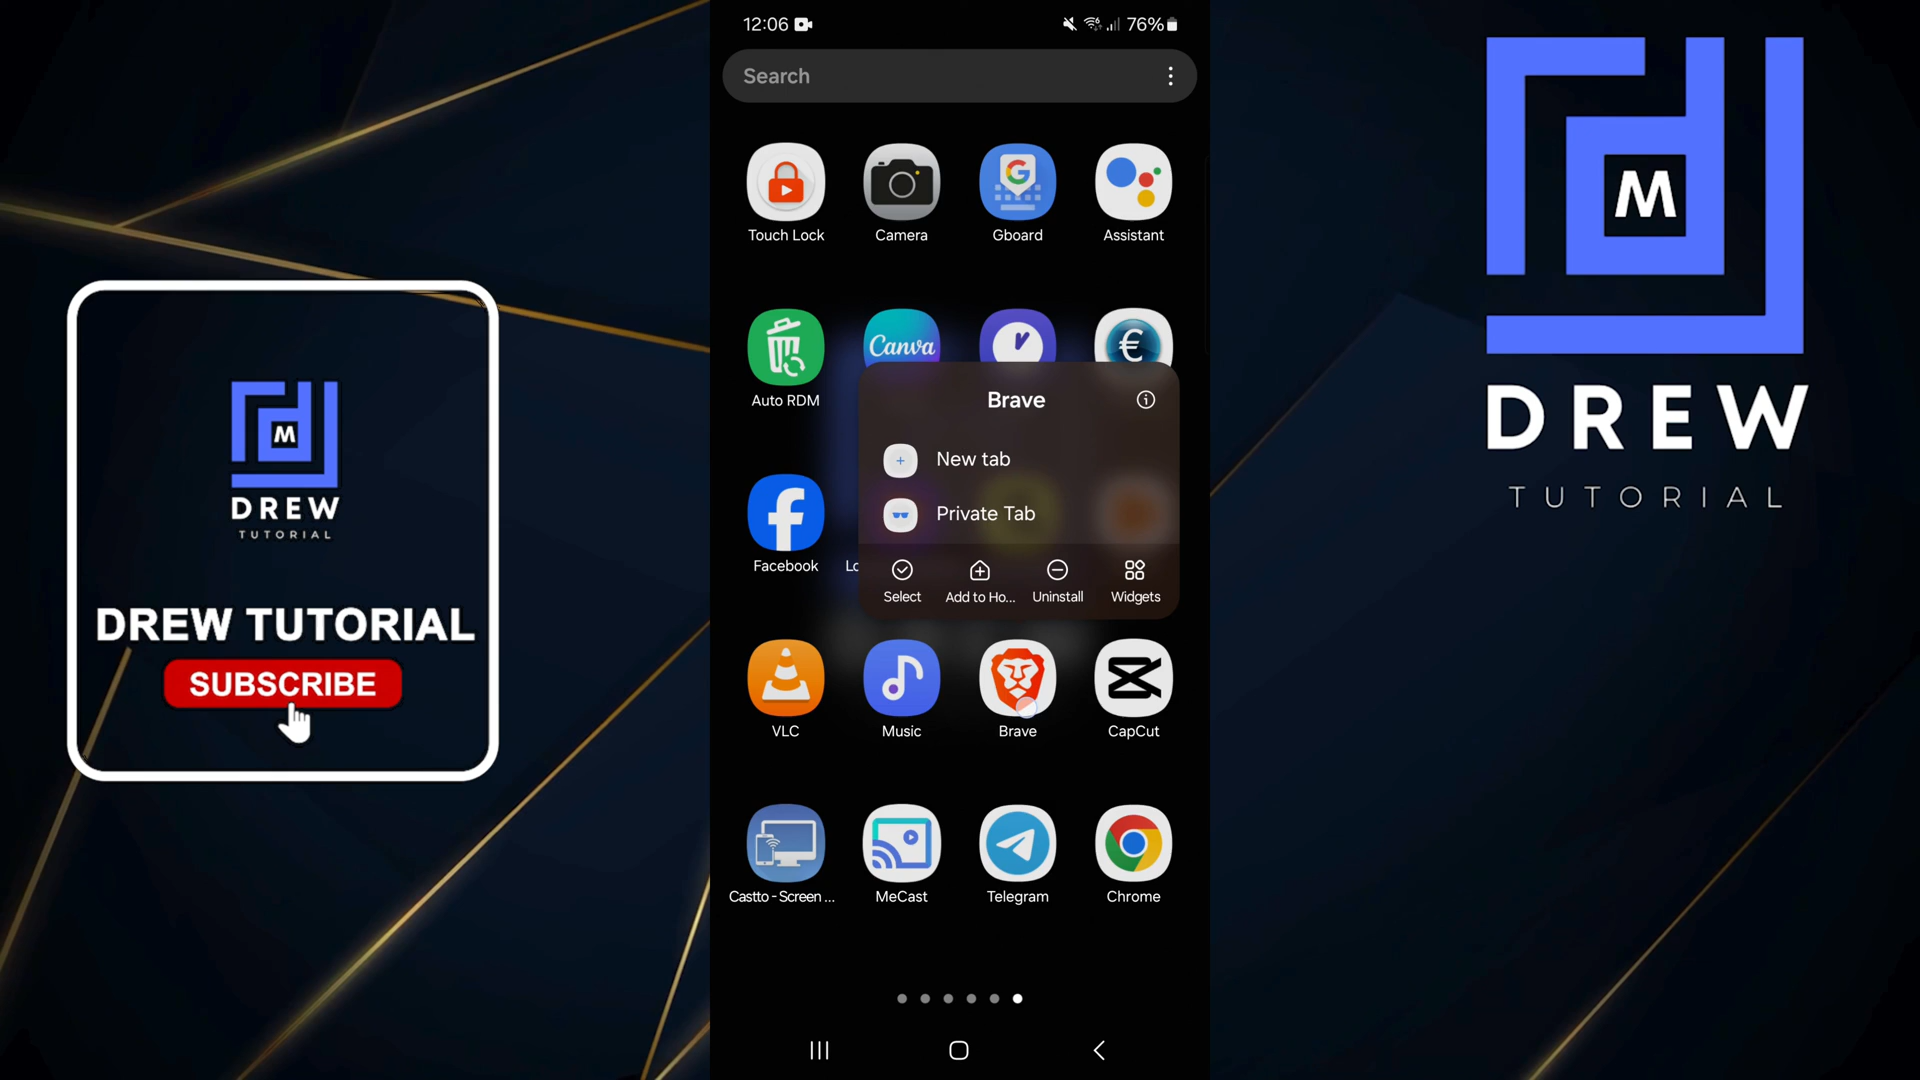 12:06
76%
Search
Touch Lock
Camera
Gboard
Assistant
Canva
€
Auto RDM
Brave
New tab
Private Tab
Facebook
Lo
Select
Add to Ho...
Uninstall
Widgets
VLC
Music
Brave
CapCut
Castto - Screen ...
MeCast
Telegram
Chrome
M
DREW
TUTORIAL
DREW TUTORIAL
SUBSCRIBE
M
DREW
TUTORIAL